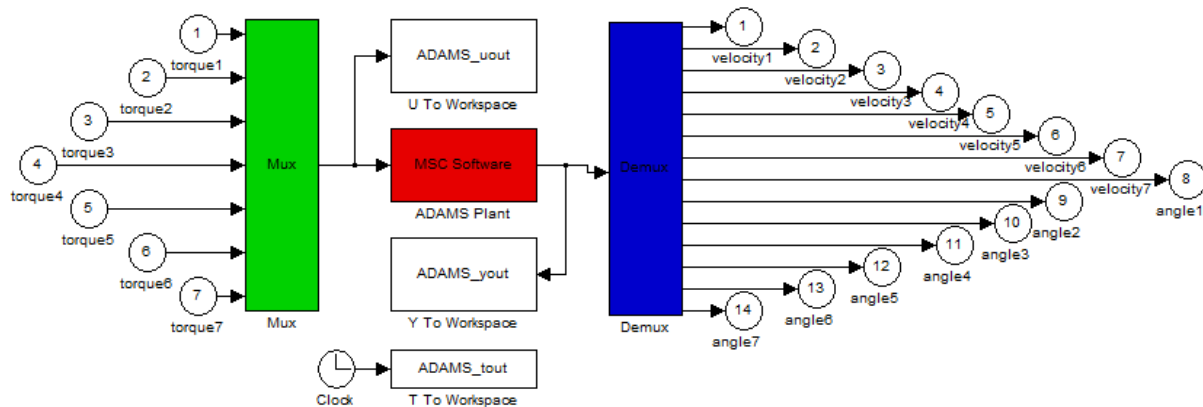 1
torque1
2
torque2
3
torque3
4
torque4
5
torque5
6
torque6
7
torque7
Mux
Mux
ADAMS_uout
U To Workspace
MSC Software
ADAMS Plant
ADAMS_yout
Y To Workspace
Clock
ADAMS_tout
T To Workspace
Demux
Demux
1
velocity1
2
velocity2
3
velocity3
4
velocity4
5
velocity5
6
velocity6
7
velocity7
8
angle1
9
angle2
10
angle3
11
angle4
12
angle5
13
angle6
14
angle7